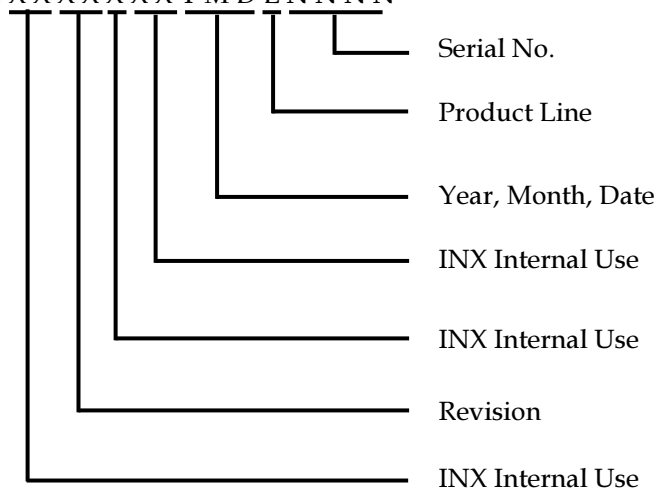 X X X X X X X Y M D L N N N N
Serial No.
Product Line
Year, Month, Date
INX Internal Use
INX Internal Use
Revision
INX Internal Use